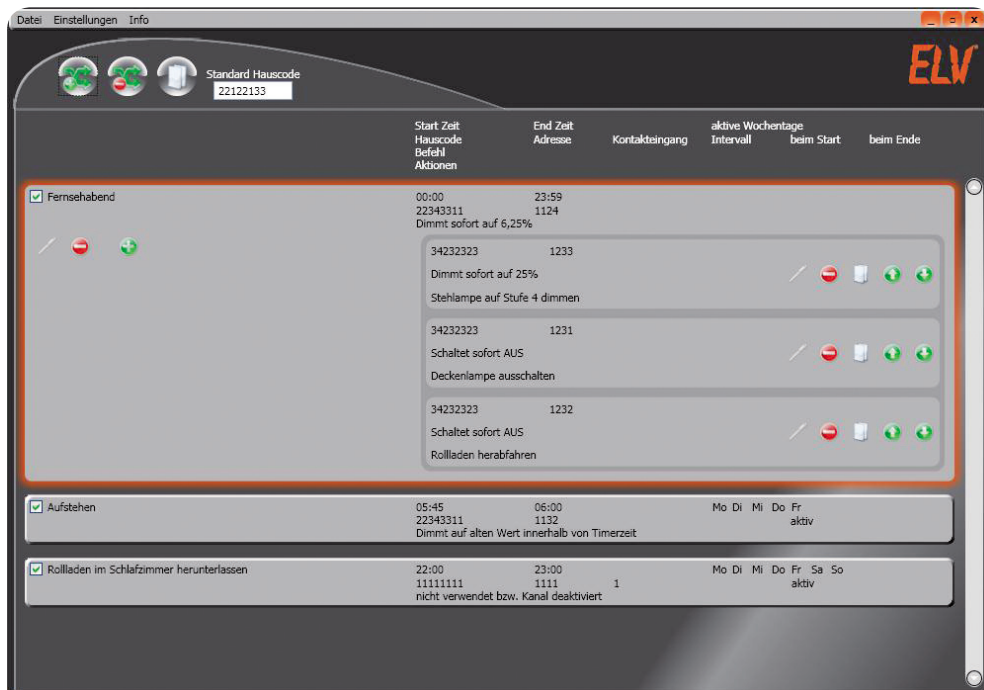 Datei Einstellungen Info
ELV
Standard Hauscode
22122133
Start Zeit End Zeit aktive Wochentage
Hauscode Adresse Kontakteingang Intervall beim Start beim Ende
Befehl
Aktionen
Fernsehabend 00:00 23:59
22343311 1124
Dimmt sofort auf 6,25%
34232323 1233
Dimmt sofort auf 25%
Stehlampe auf Stufe 4 dimmen
34232323 1231
Schaltet sofort AUS
Deckenlampe ausschalten
34232323 1232
Schaltet sofort AUS
Rollladen herabfahren
Aufstehen 05:45 06:00 Mo Di Mi Do Fr
22343311 1132 aktiv
Dimmt auf alten Wert innerhalb von Timerzeit
Rollladen im Schlafzimmer herunterlassen 22:00 23:00 Mo Di Mi Do Fr Sa So
11111111 1111 1 aktiv
nicht verwendet bzw. Kanal deaktiviert